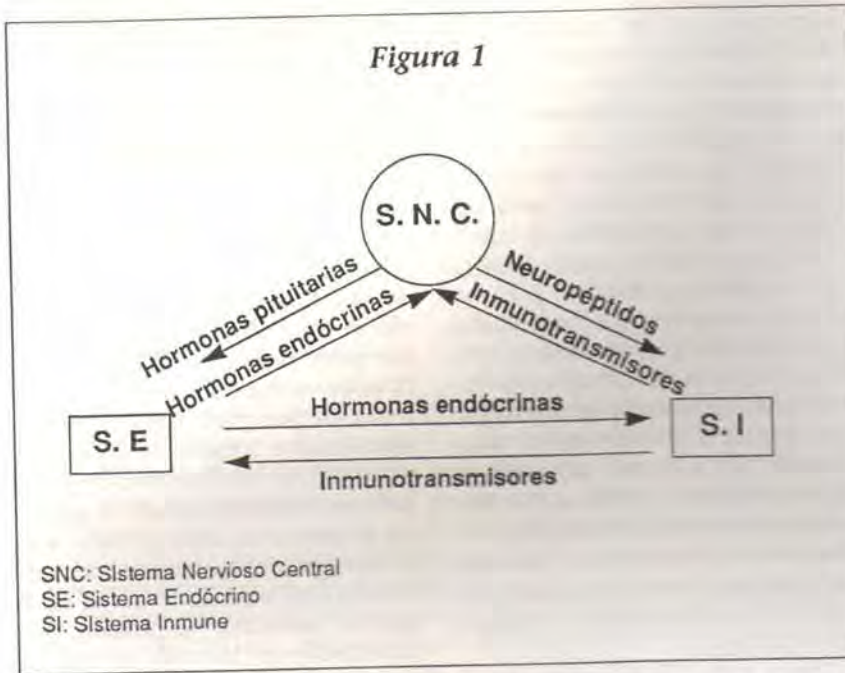 Figura 1
S. N. C.
Hormonas pituitarias
Hormonas endócrinas
Neuropéptidos
Inmunotransmisores
S. E
Hormonas endócrinas
S. I
Inmunotransmisores
SNC: SIstema Nervioso Central
SE: Sistema Endócrino
SI: SIstema Inmune